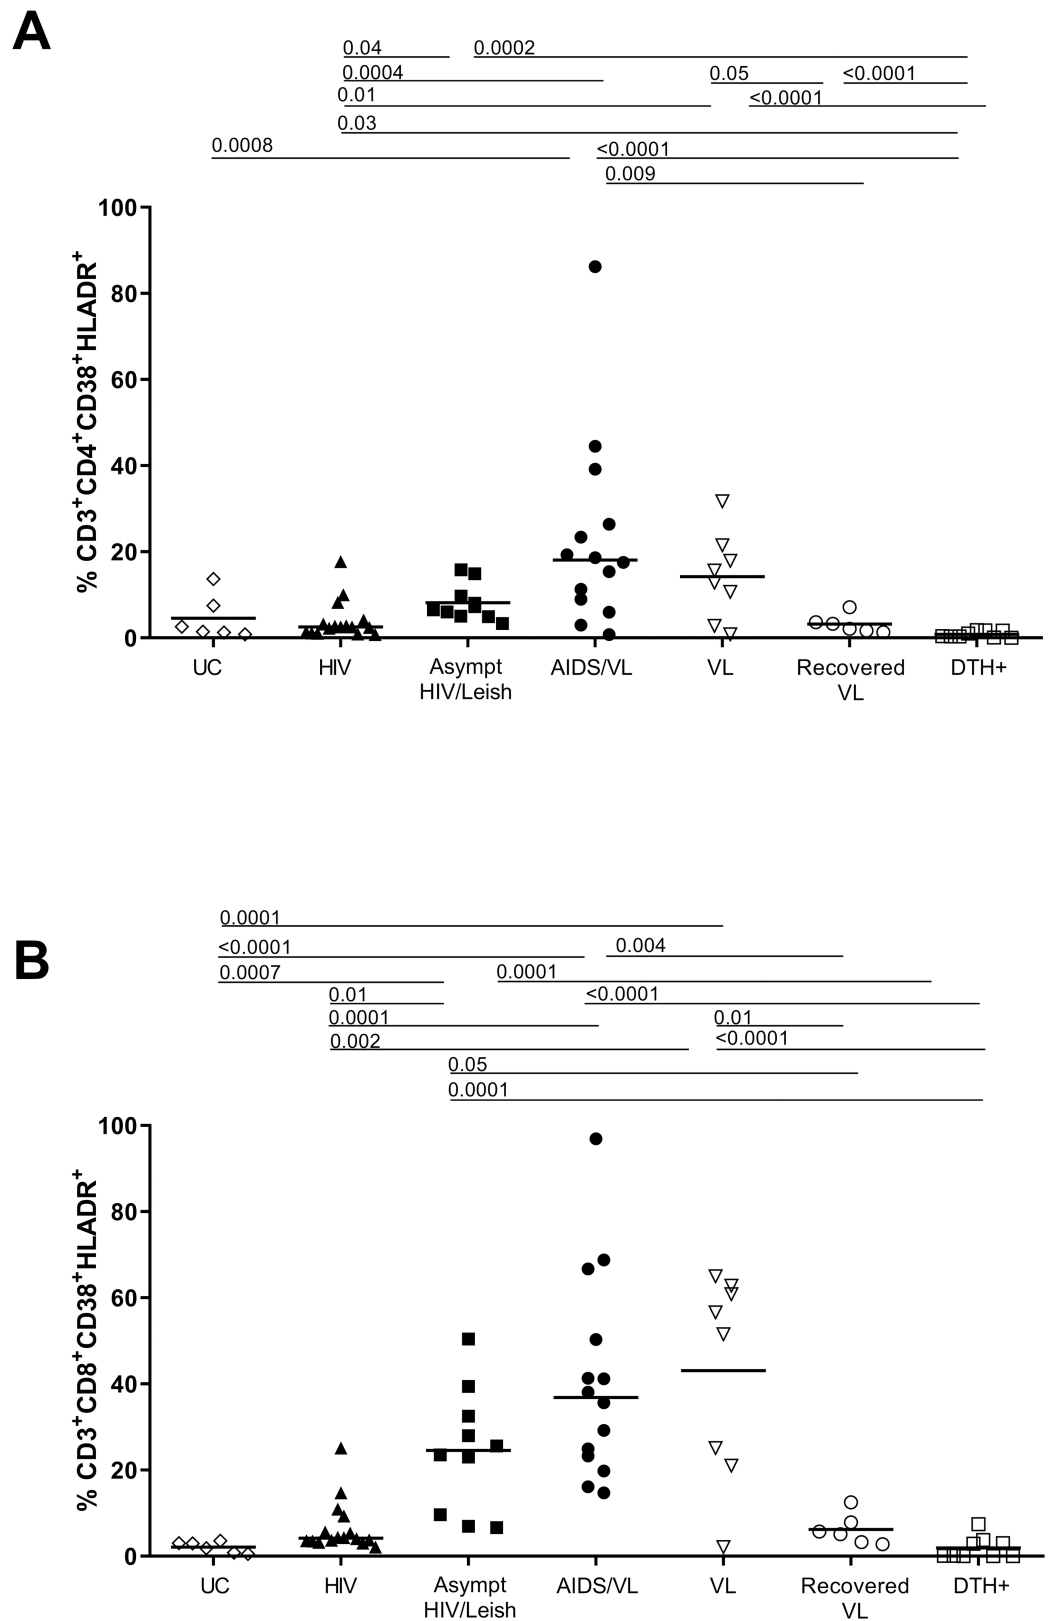 A
0.04 0.0002
0.0004 0.05 <0.0001
0.01 <0.0001
0.03
0.0008 <0.0001
0.009
% CD3+CD4+CD38+HLADR+
100
80
60
40
20
0
UC HIV Asympt AIDS/VL VL Recovered DTH+
HIV/Leish VL
B
0.0001
<0.0001 0.004
0.0007 0.0001
0.01 <0.0001
0.0001 0.01
0.002 <0.0001
0.05
0.0001
% CD3+CD8+CD38+HLADR+
100
80
60
40
20
0
UC HIV Asympt AIDS/VL VL Recovered DTH+
HIV/Leish VL